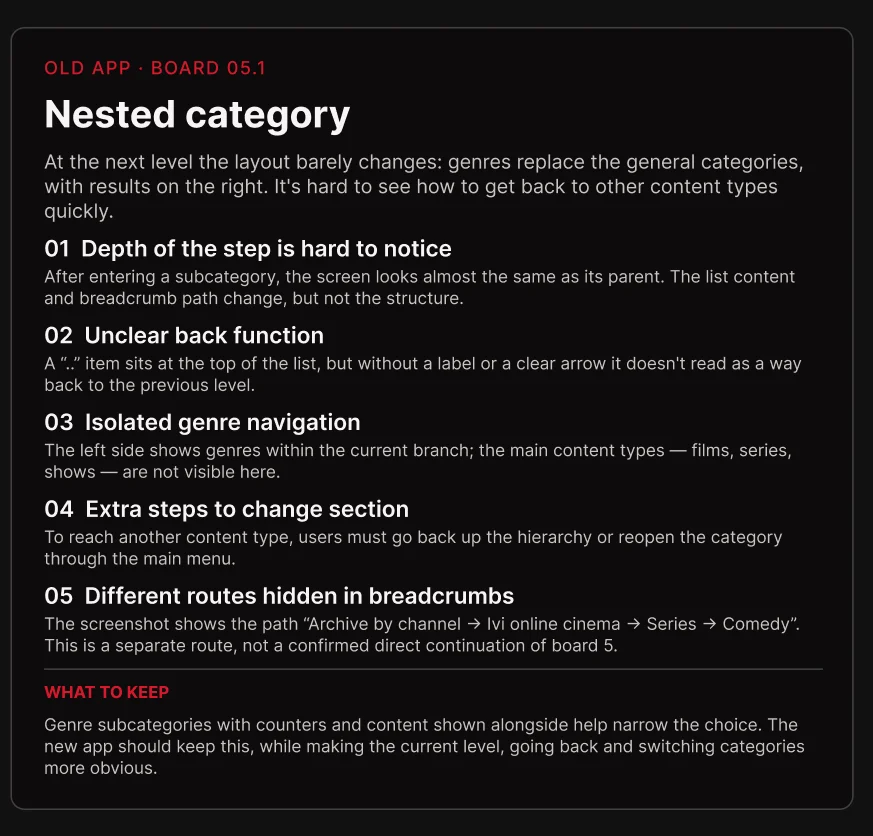 OLD APP · BOARD 05.1
Nested category
At the next level the layout barely changes: genres replace the general categories,
with results on the right. It's hard to see how to get back to other content types
quickly.
01 Depth of the step is hard to notice
After entering a subcategory, the screen looks almost the same as its parent. The list content
and breadcrumb path change, but not the structure.
02 Unclear back function
A “..” item sits at the top of the list, but without a label or a clear arrow it doesn't read as a way
back to the previous level.
03 Isolated genre navigation
The left side shows genres within the current branch; the main content types — films, series,
shows — are not visible here.
04 Extra steps to change section
To reach another content type, users must go back up the hierarchy or reopen the category
through the main menu.
05 Different routes hidden in breadcrumbs
The screenshot shows the path “Archive by channel → Ivi online cinema → Series → Comedy”.
This is a separate route, not a confirmed direct continuation of board 5.
WHAT TO KEEP
Genre subcategories with counters and content shown alongside help narrow the choice. The
new app should keep this, while making the current level, going back and switching categories
more obvious.